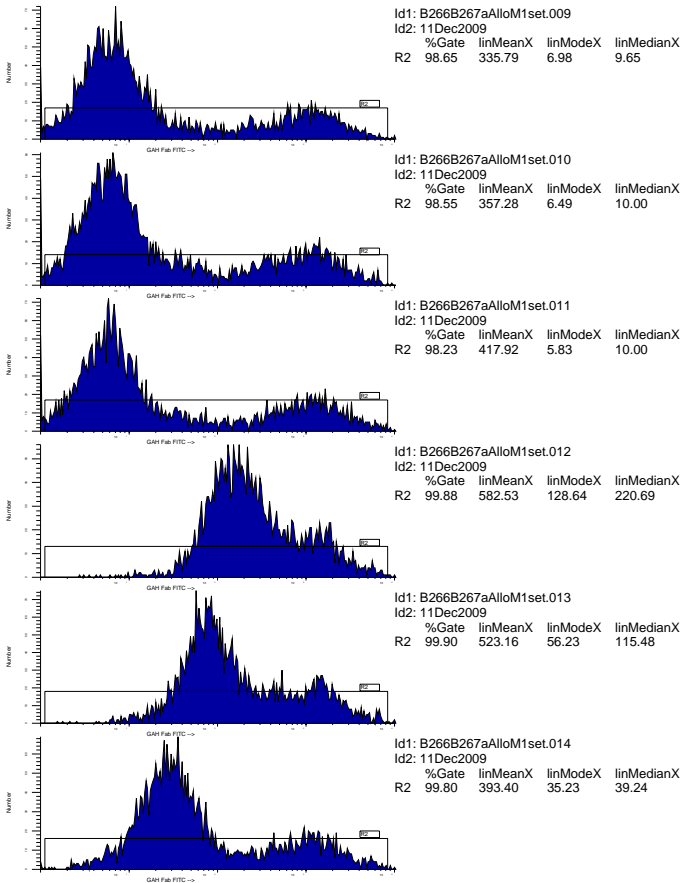 Id1: B266B267aAlloM1set.009
Id2: 11Dec2009
%Gate linMeanX linModeX linMedianX
R2 98.65 335.79 6.98 9.65
R2
Number
GAH Fab FITC -->
Id1: B266B267aAlloM1set.010
Id2: 11Dec2009
%Gate linMeanX linModeX linMedianX
R2 98.55 357.28 6.49 10.00
R2
Number
GAH Fab FITC -->
Id1: B266B267aAlloM1set.011
Id2: 11Dec2009
%Gate linMeanX linModeX linMedianX
R2 98.23 417.92 5.83 10.00
R2
Number
GAH Fab FITC -->
Id1: B266B267aAlloM1set.012
Id2: 11Dec2009
%Gate linMeanX linModeX linMedianX
R2 99.88 582.53 128.64 220.69
R2
Number
GAH Fab FITC -->
Id1: B266B267aAlloM1set.013
Id2: 11Dec2009
%Gate linMeanX linModeX linMedianX
R2 99.90 523.16 56.23 115.48
R2
Number
GAH Fab FITC -->
Id1: B266B267aAlloM1set.014
Id2: 11Dec2009
%Gate linMeanX linModeX linMedianX
R2 99.80 393.40 35.23 39.24
R2
Number